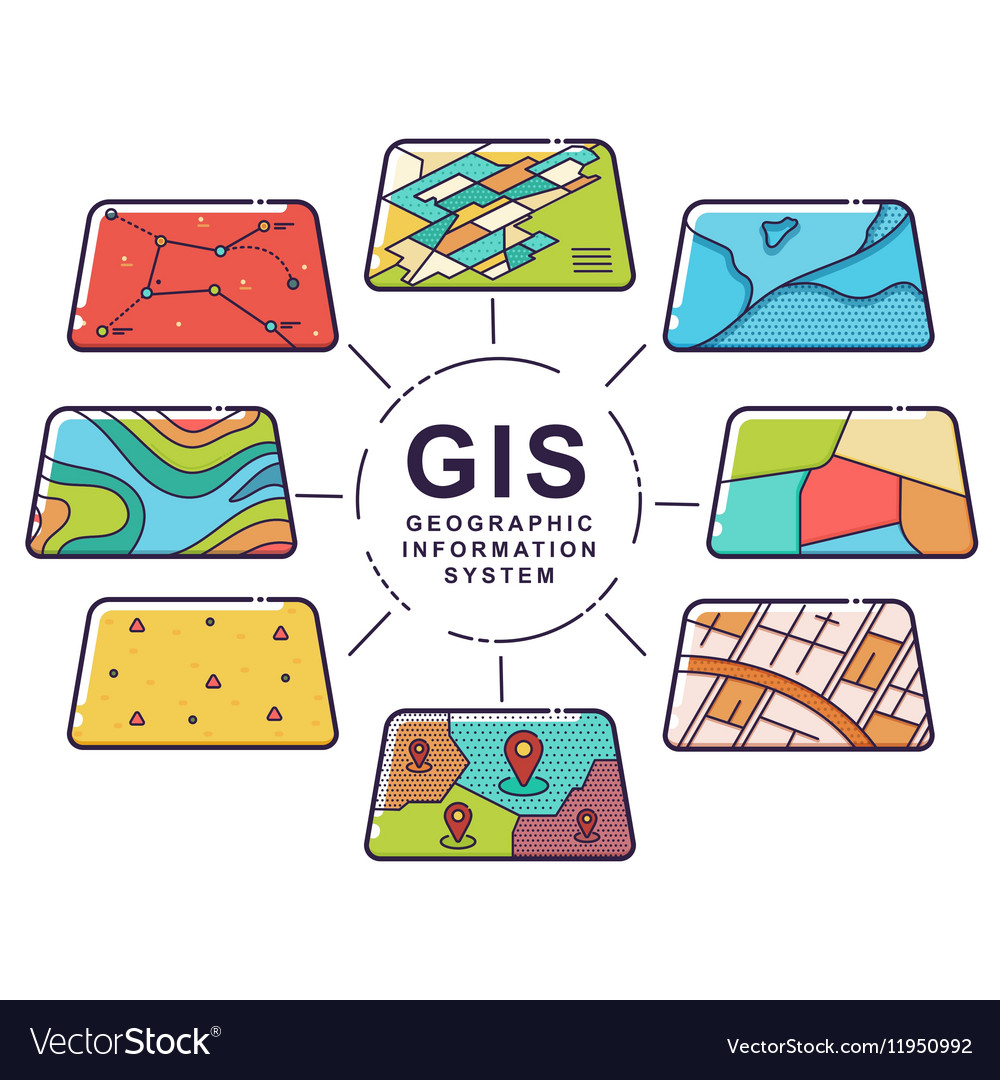 GIS
GEOGRAPHIC
INFORMATION
SYSTEM
VectorStock®
VectorStock.com/11950992